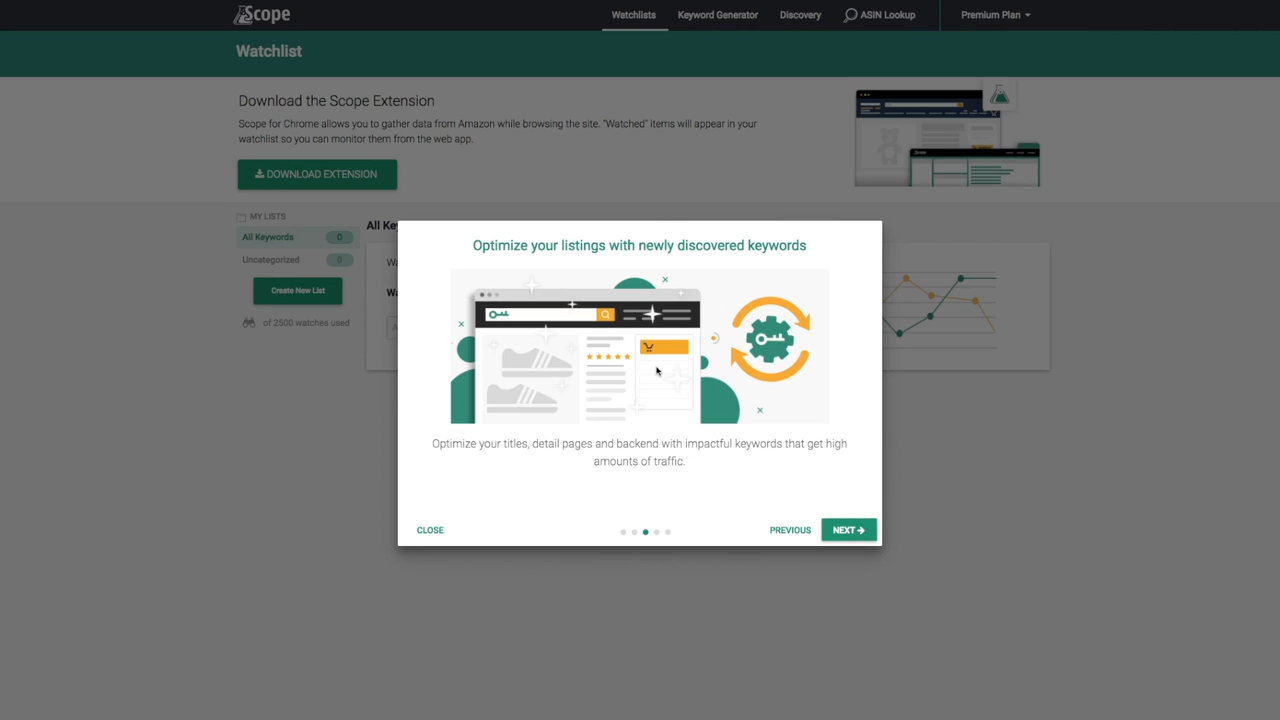 Scope
Watchlists
Keyword Generator
Discovery
ASIN Lookup
Premium Plan
Watchlist
Download the Scope Extension
Scope for Chrome allows you to gather data from Amazon while browsing the site. "Watched" items will appear in your
watchlist so you can monitor them from the web app.
DOWNLOAD EXTENSION
MY LISTS
All Keywords 0
Uncategorized 0
Create New List
of 2500 watches used
Optimize your listings with newly discovered keywords
Optimize your titles, detail pages and backend with impactful keywords that get high
amounts of traffic.
CLOSE
PREVIOUS
NEXT